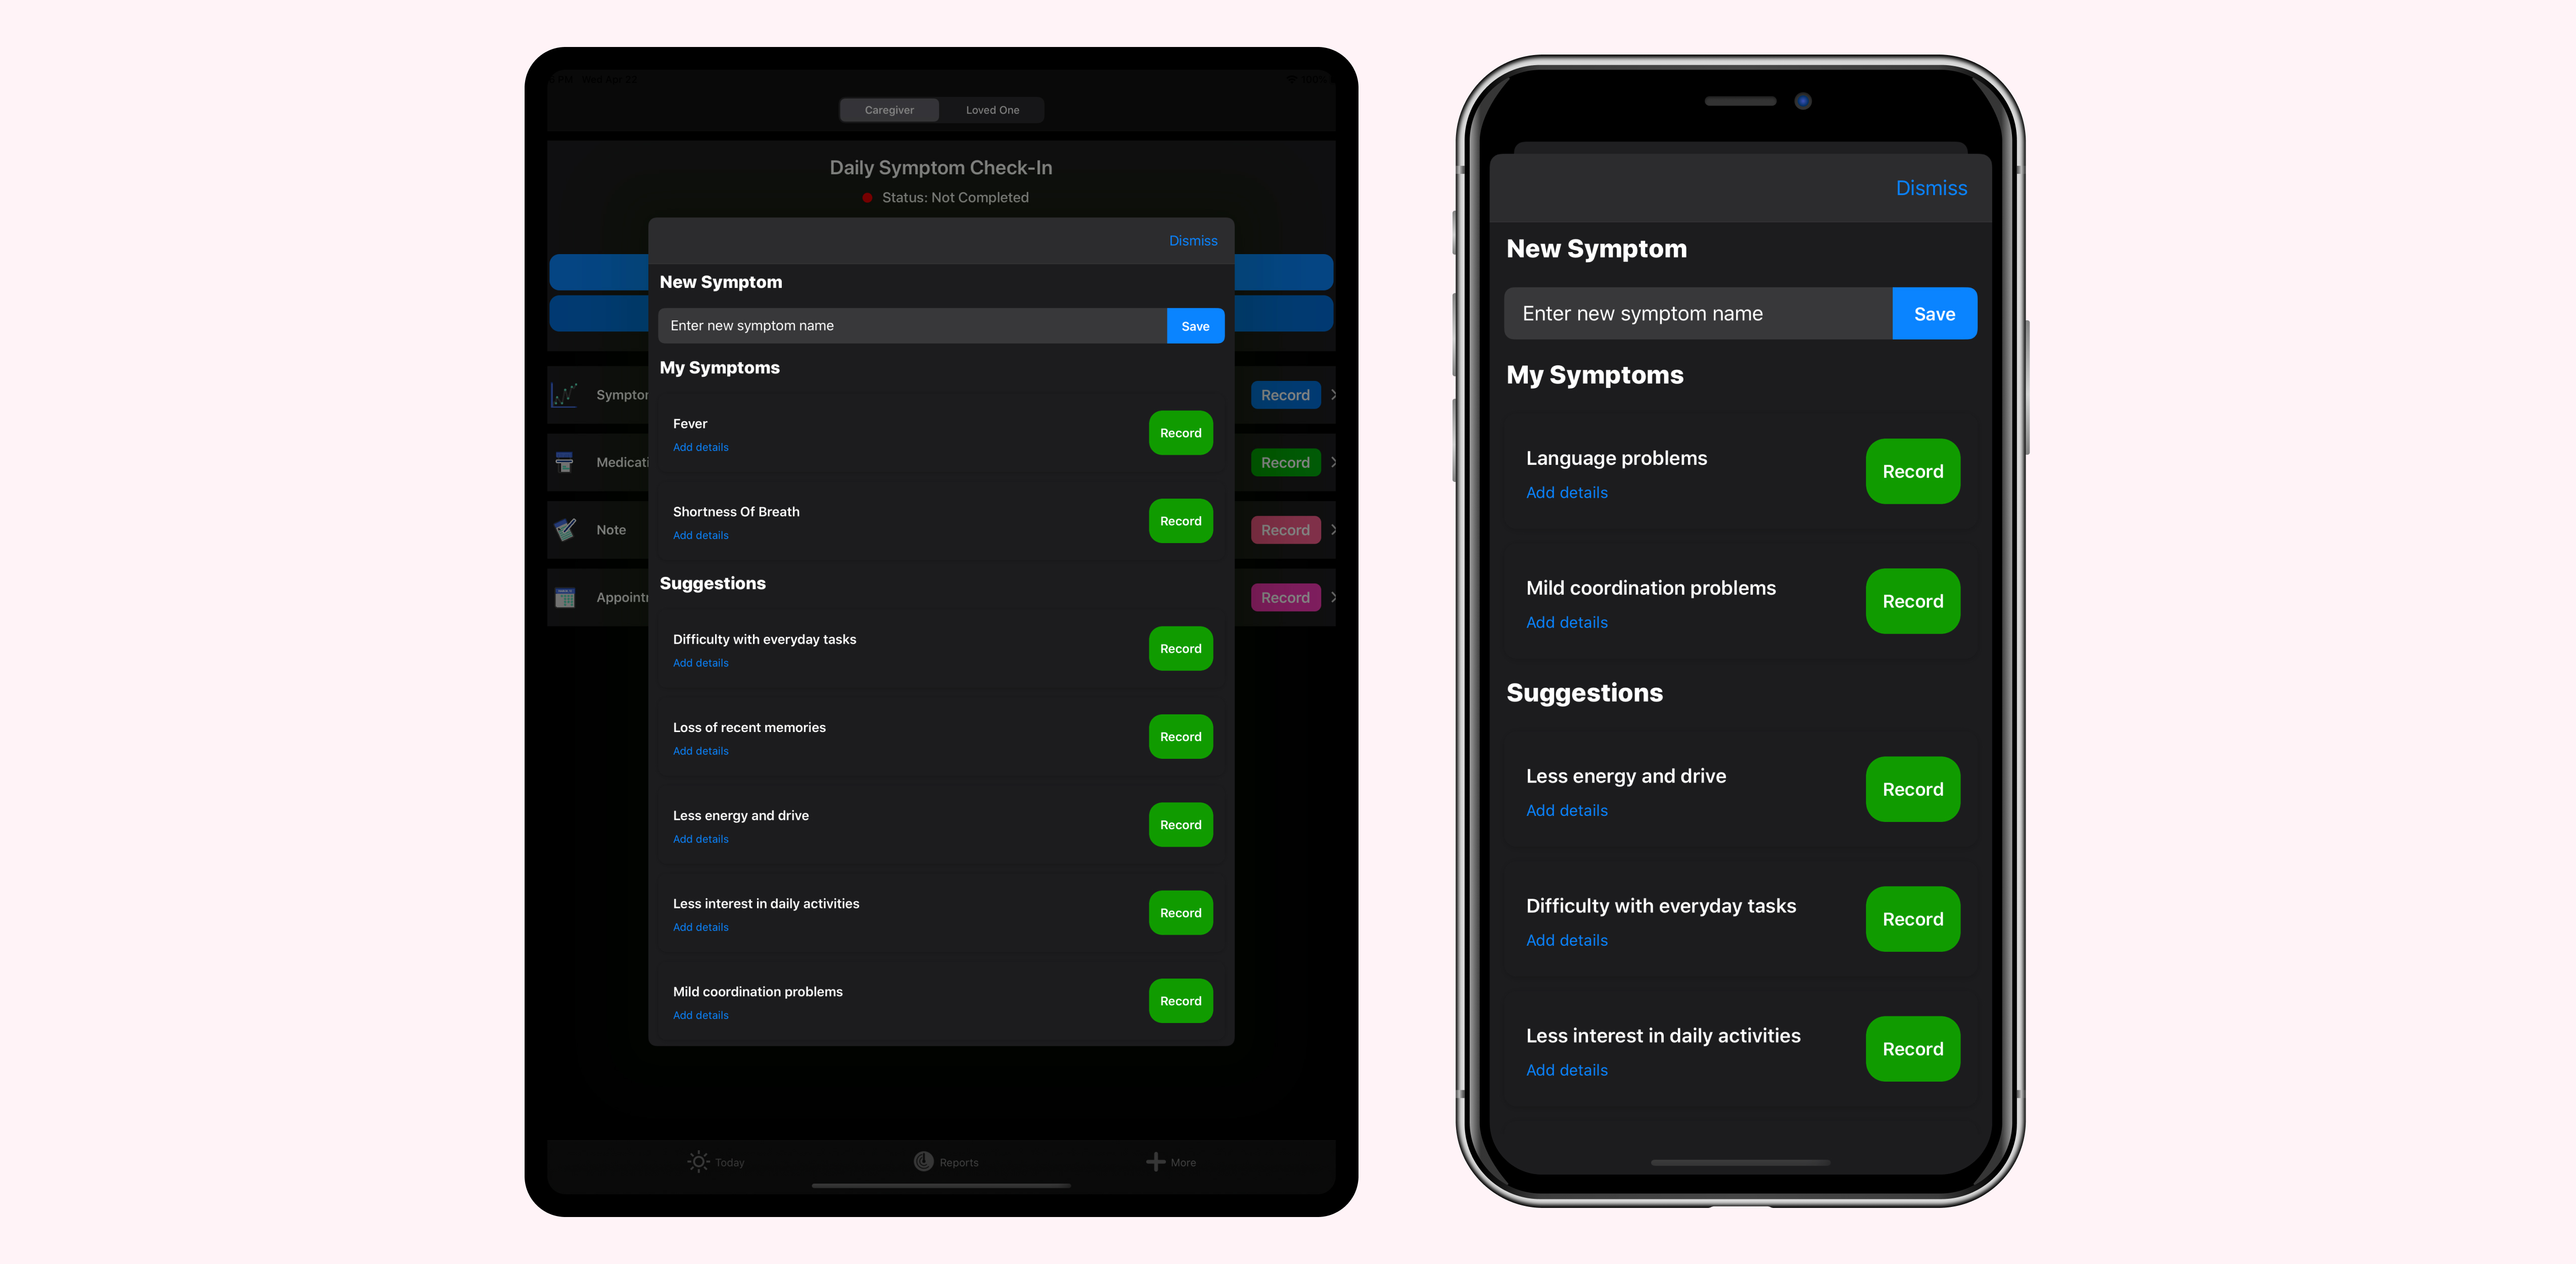 Caregiver
Loved One
Daily Symptom Check-In
Status: Not Completed
Dismiss
New Symptom
Enter new symptom name
Save
My Symptoms
Fever
Add details
Record
Shortness Of Breath
Add details
Record
Suggestions
Difficulty with everyday tasks
Add details
Record
Loss of recent memories
Add details
Record
Less energy and drive
Add details
Record
Less interest in daily activities
Add details
Record
Mild coordination problems
Add details
Record
Record
Record
Note
Record
Record
Today
Reports
More
Dismiss
New Symptom
Enter new symptom name
Save
My Symptoms
Language problems
Add details
Record
Mild coordination problems
Add details
Record
Suggestions
Less energy and drive
Add details
Record
Difficulty with everyday tasks
Add details
Record
Less interest in daily activities
Add details
Record